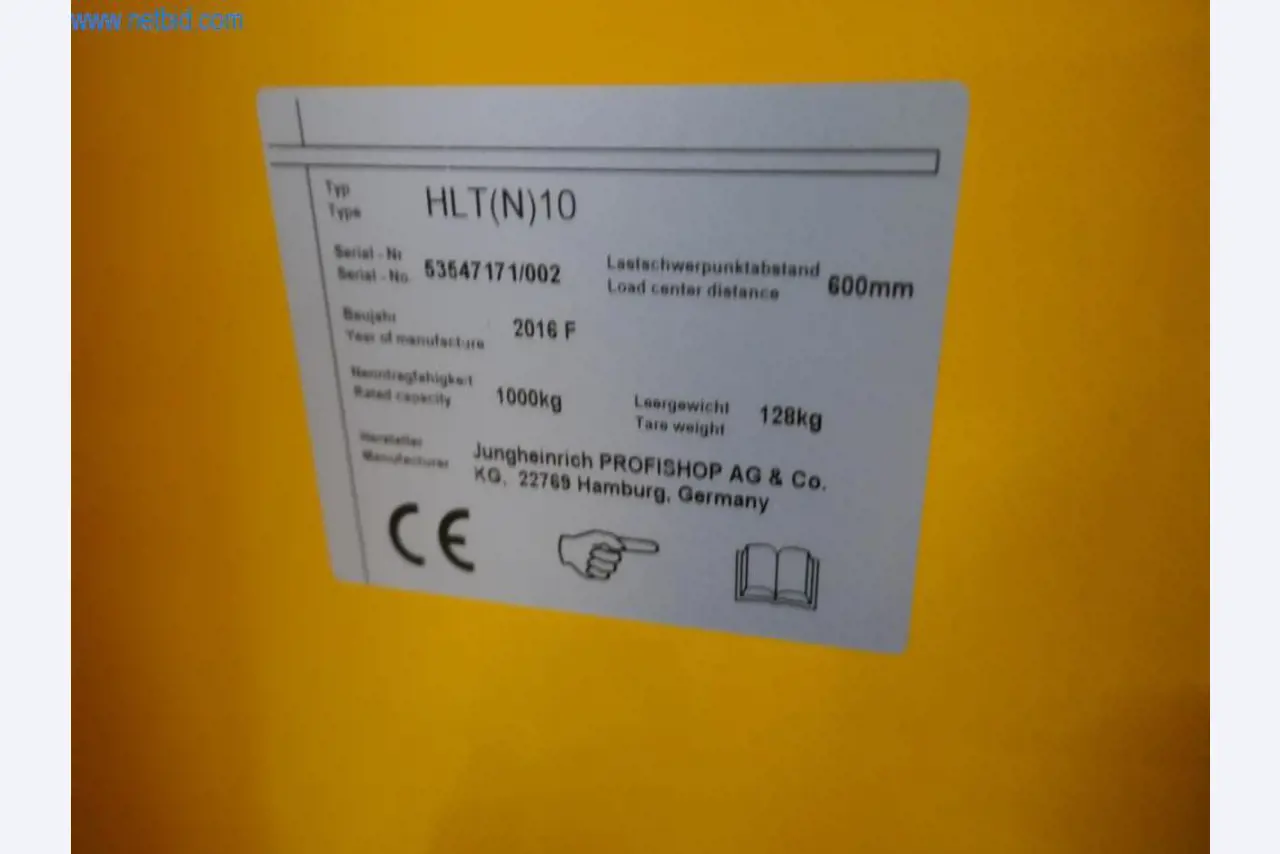 www.netbid.com
Typ
Type
HLT(N)10
Serial - Nr
Serial - No.
53547171/002
Lastschwerpunktabstand
Load center distance
600mm
Baujahr
Year of manufacture
2016 F
Nenntragfähigkeit
Rated capacity
1000kg
Leergewicht
Tare weight
128kg
Hersteller
Manufacturer
Jungheinrich PROFISHOP AG & Co.
KG, 22769 Hamburg, Germany
CE